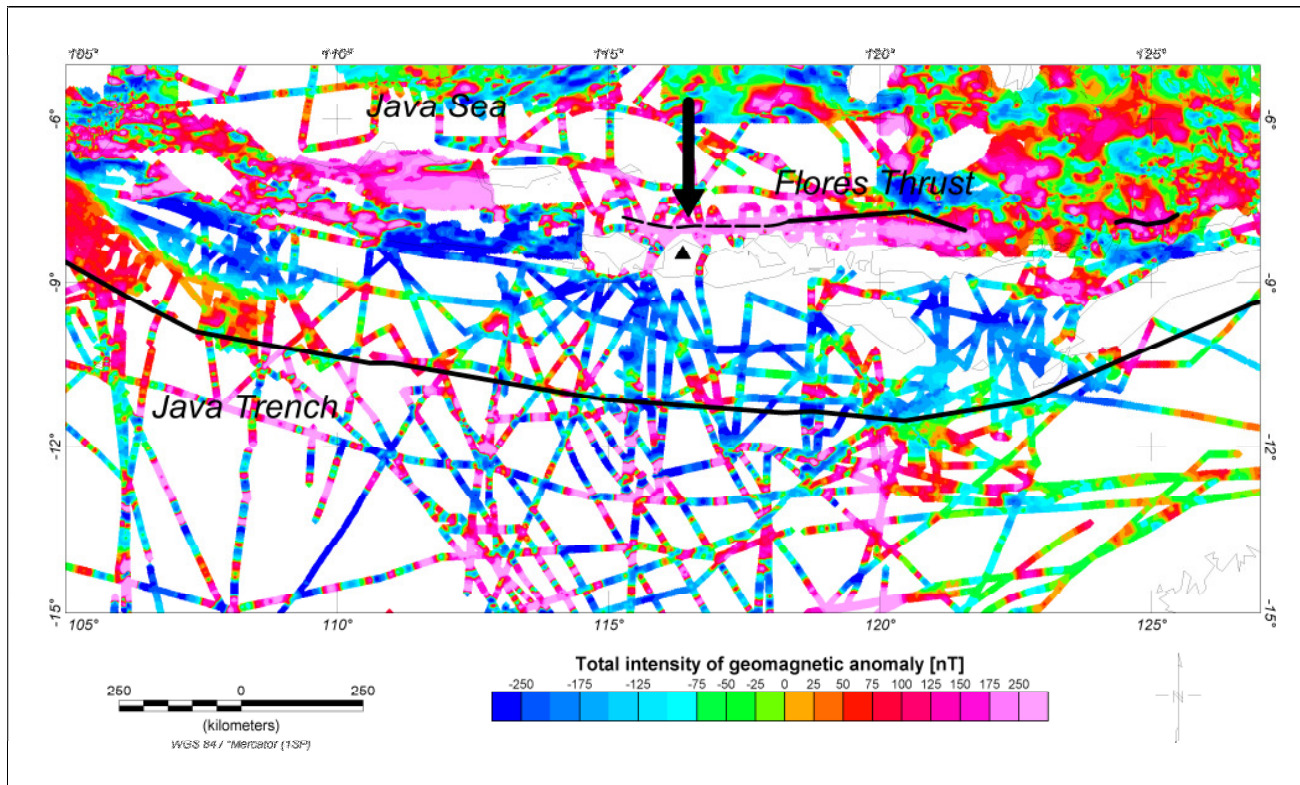 105° 110° 115° 120° 125°
Java Sea
-6° -6°
Flores Thrust
-9° -9°
Java Trench
-12° -12°
-15° -15°
105° 110° 115° 120° 125°
Total intensity of geomagnetic anomaly [nT]
-250 -175 -125 -75 -50 -25 0 25 50 100 125 150 175 250
250 0 250
(kilometers)
WGS 84 / *Mercator (1SP)
N